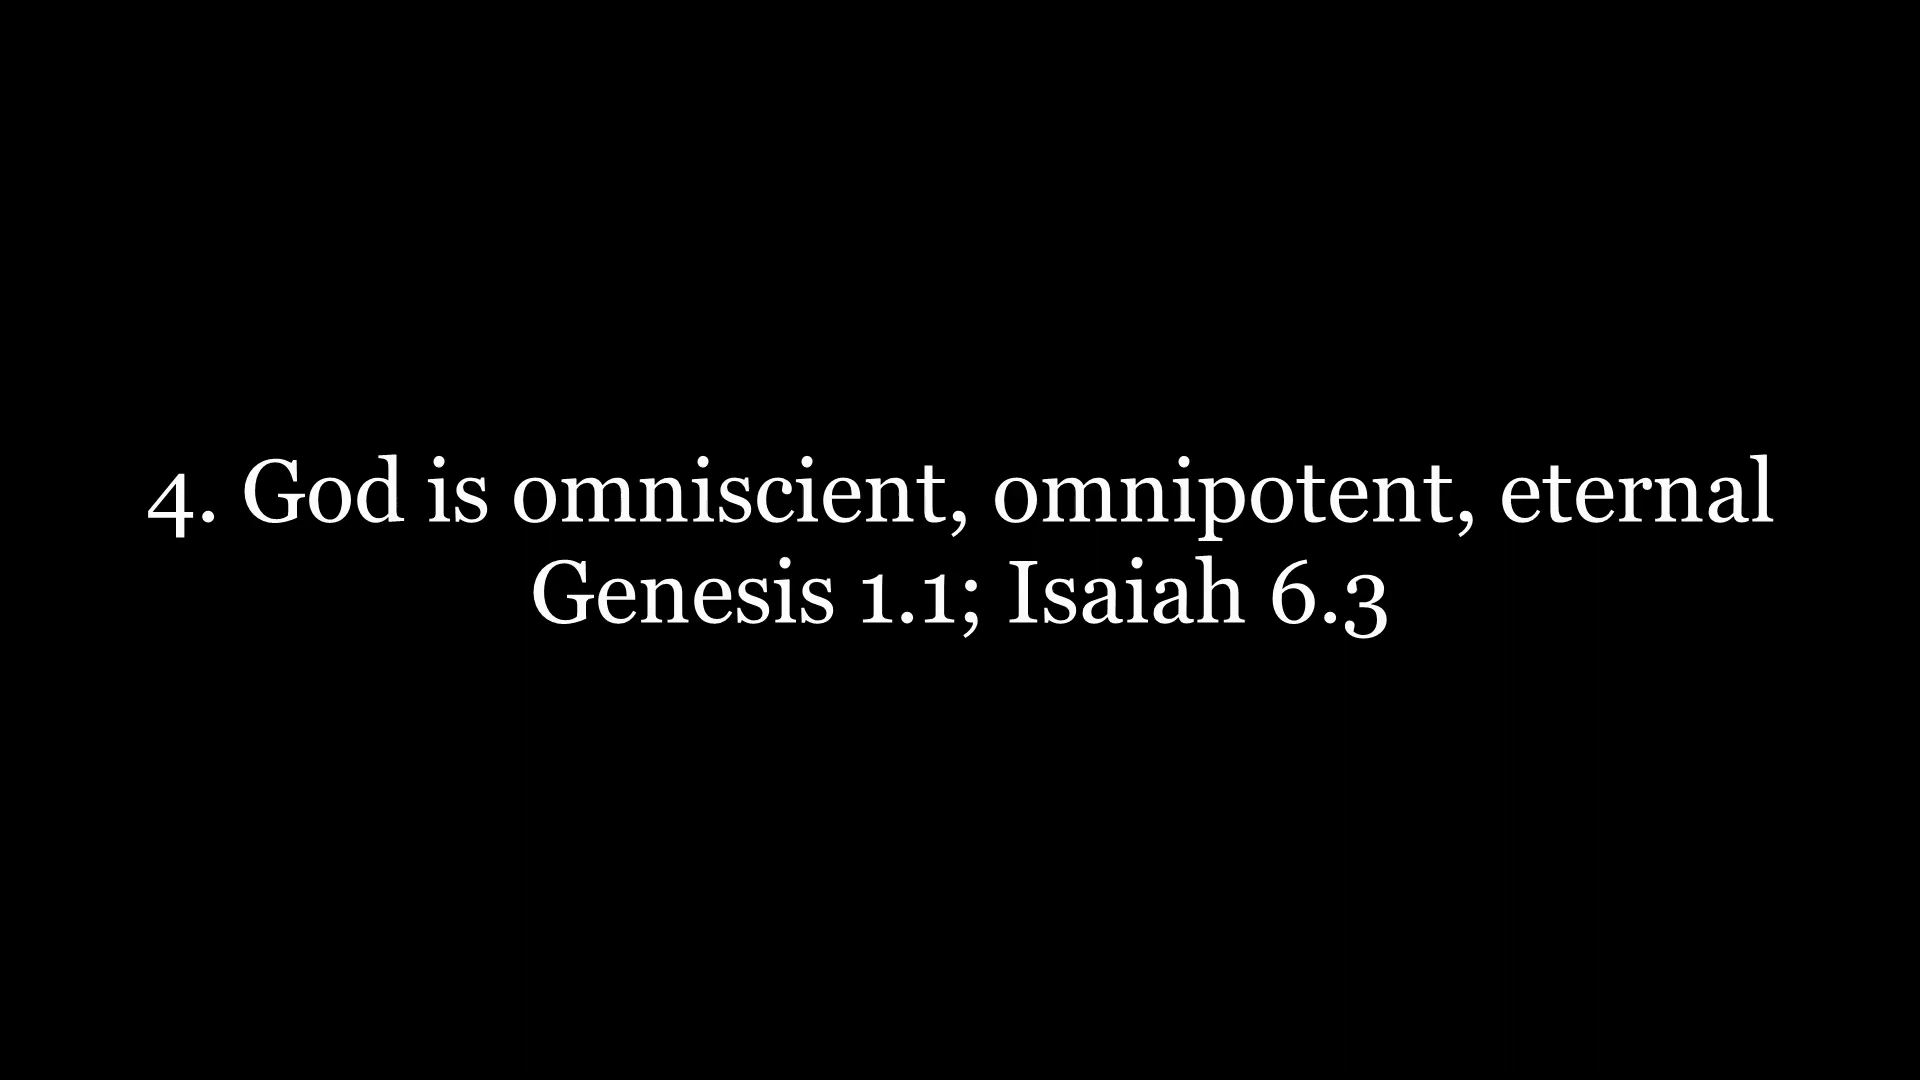 4. God is omniscient, omnipotent, eternal
Genesis 1.1; Isaiah 6.3